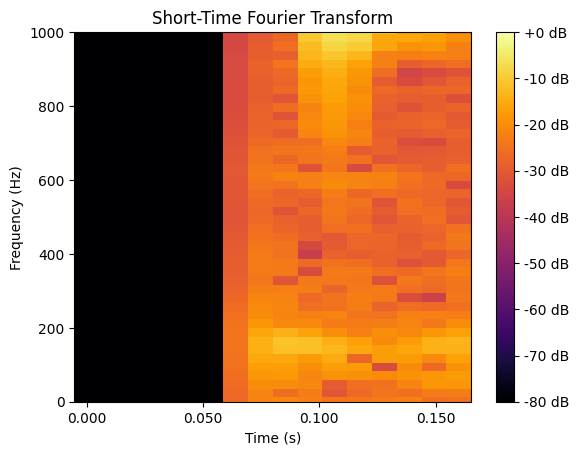 Short-Time Fourier Transform
Frequency (Hz)
1000
800
600
400
200
0
0.000
0.050
0.100
0.150
Time (s)
+0 dB
-10 dB
-20 dB
-30 dB
-40 dB
-50 dB
-60 dB
-70 dB
-80 dB